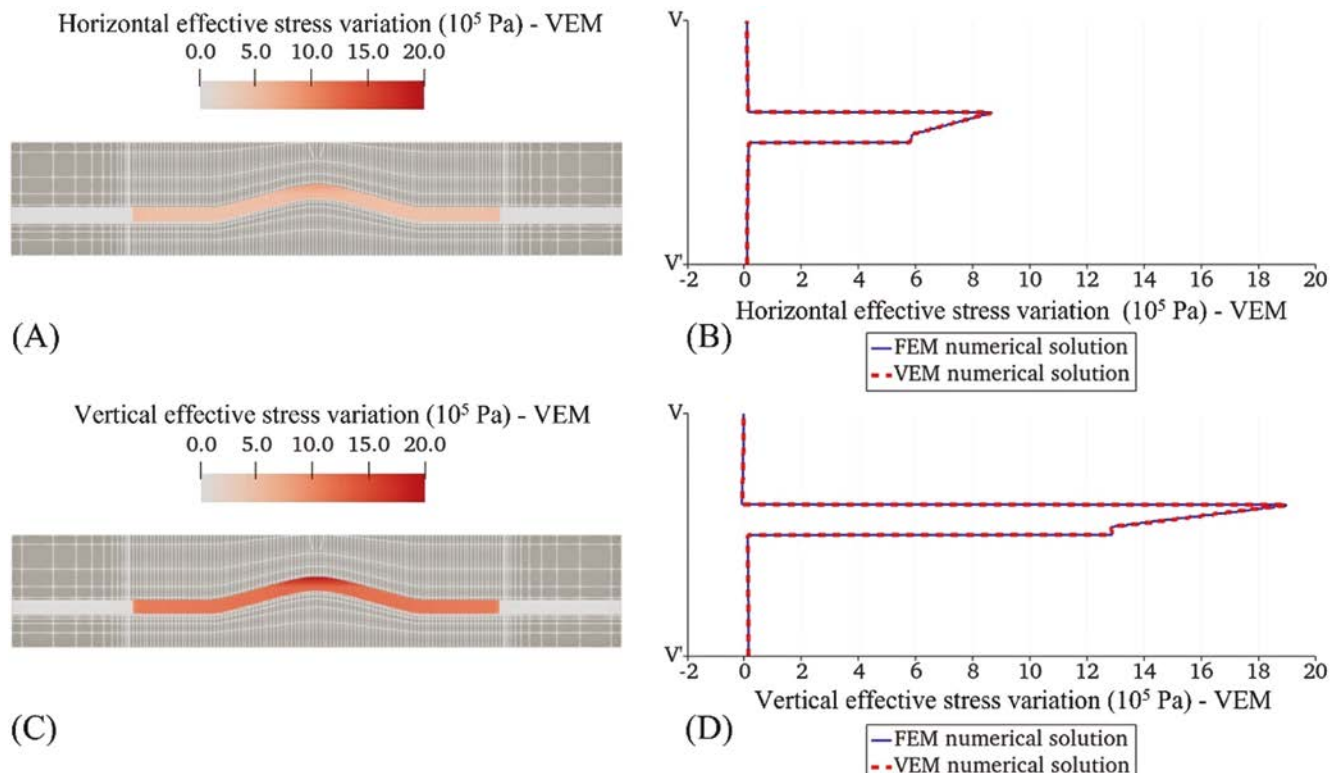 Horizontal effective stress variation (10⁵ Pa) - VEM
0.0 5.0 10.0 15.0 20.0
(A)
V
V'
-2 0 2 4 6 8 10 12 14 16 18 20
Horizontal effective stress variation (10⁵ Pa) - VEM
(B)
FEM numerical solution
VEM numerical solution
Vertical effective stress variation (10⁵ Pa) - VEM
0.0 5.0 10.0 15.0 20.0
(C)
V
V'
-2 0 2 4 6 8 10 12 14 16 18 20
Vertical effective stress variation (10⁵ Pa) - VEM
(D)
FEM numerical solution
VEM numerical solution